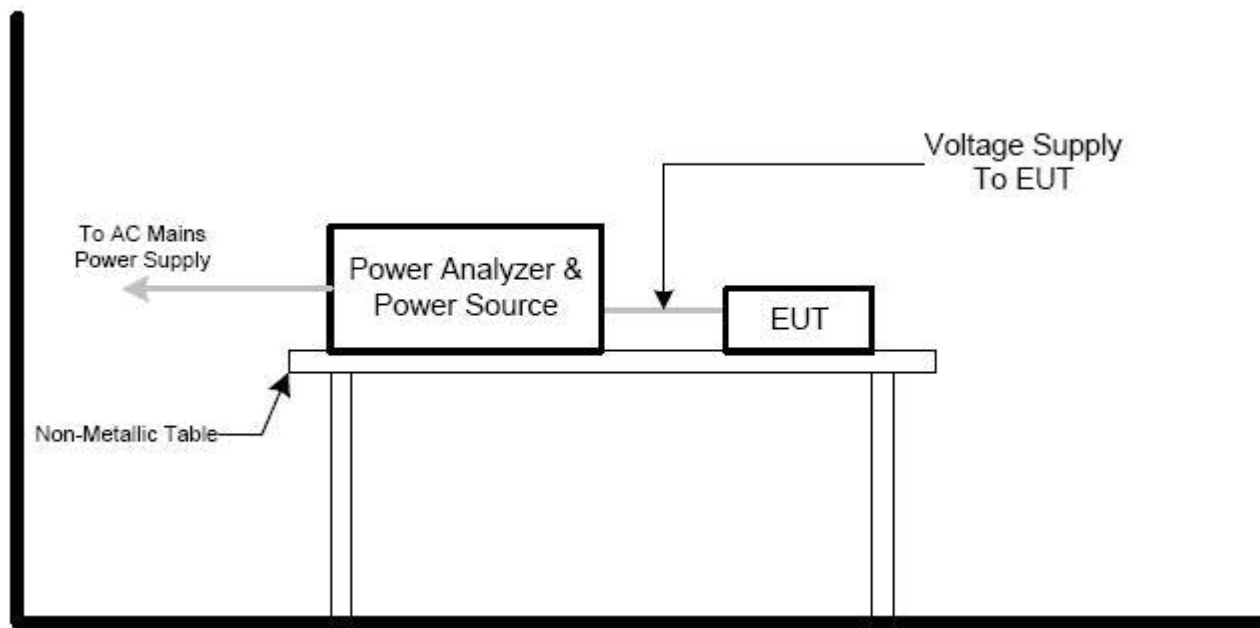 Voltage Supply
To EUT
To AC Mains
Power Supply
Power Analyzer &
Power Source
EUT
Non-Metallic Table